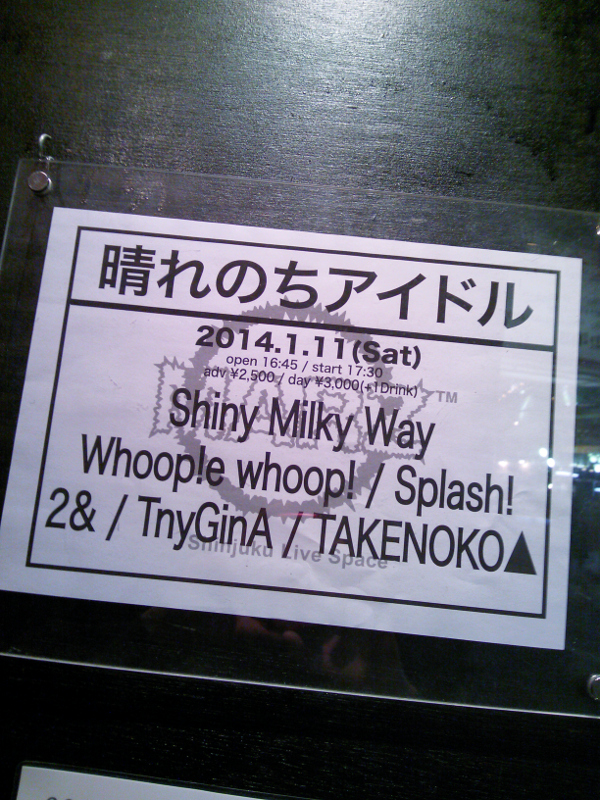 晴れのちアイドル
2014.1.11(Sat)
open 16:45 / start 17:30
adv ¥2,500 / day ¥3,000(+1Drink)
TM
Shiny Milky Way
Whoop!e whoop! / Splash!
2& / TnyGinA / TAKENOKO▲
Shinjuku Live Space